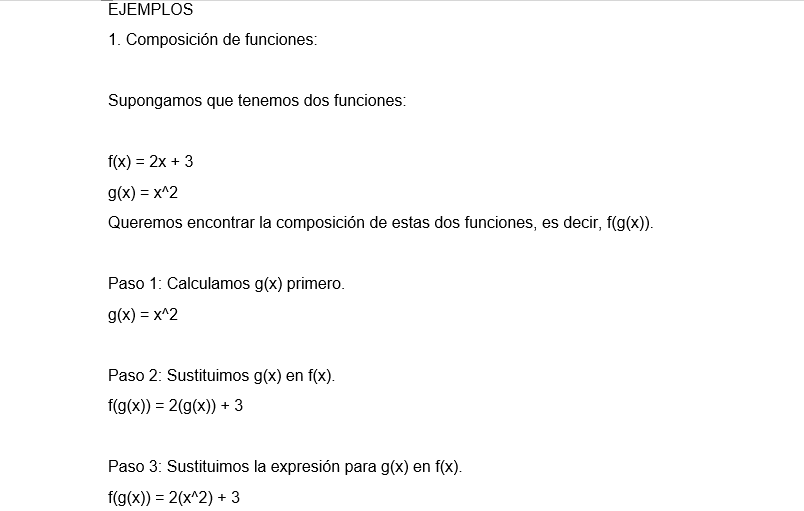 EJEMPLOS
1. Composición de funciones:
Supongamos que tenemos dos funciones:
f(x) = 2x + 3
g(x) = x^2
Queremos encontrar la composición de estas dos funciones, es decir, f(g(x)).
Paso 1: Calculamos g(x) primero.
g(x) = x^2
Paso 2: Sustituimos g(x) en f(x).
f(g(x)) = 2(g(x)) + 3
Paso 3: Sustituimos la expresión para g(x) en f(x).
f(g(x)) = 2(x^2) + 3